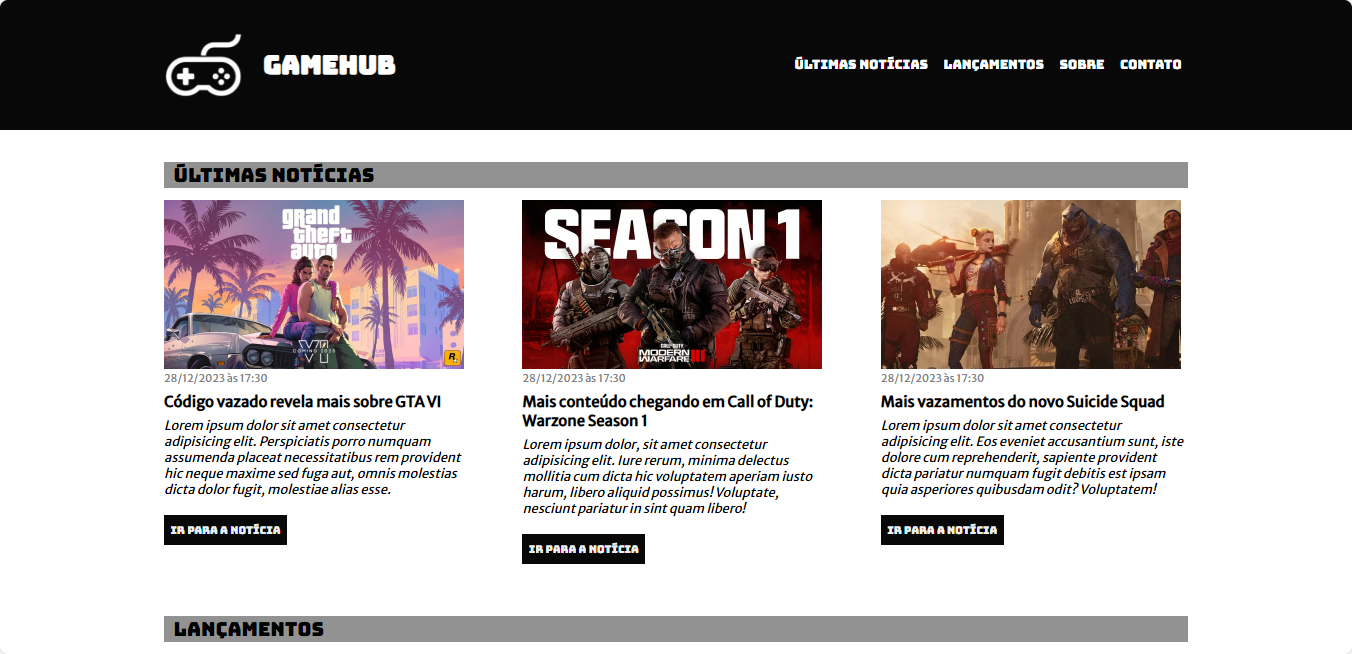 GAMEHUB
ÚLTIMAS NOTÍCIAS LANÇAMENTOS SOBRE CONTATO
ÚLTIMAS NOTÍCIAS
grand
theft
auto
VI
COMING 2025
R
28/12/2023 às 17:30
Código vazado revela mais sobre GTA VI
Lorem ipsum dolor sit amet consectetur
adipisicing elit. Perspiciatis porro numquam
assumenda placeat necessitatibus rem provident
hic neque maxime sed fuga aut, omnis molestias
dicta dolor fugit, molestiae alias esse.
IR PARA A NOTÍCIA
SEASON 1
CALL OF DUTY
MODERN
WARFARE III
28/12/2023 às 17:30
Mais conteúdo chegando em Call of Duty:
Warzone Season 1
Lorem ipsum dolor, sit amet consectetur
adipisicing elit. Iure rerum, minima delectus
mollitia cum dicta hic voluptatem aperiam iusto
harum, libero aliquid possimus! Voluptate,
nesciunt pariatur in sint quam libero!
IR PARA A NOTÍCIA
28/12/2023 às 17:30
Mais vazamentos do novo Suicide Squad
Lorem ipsum dolor sit amet consectetur
adipisicing elit. Eos eveniet accusantium sunt, iste
dolore cum reprehenderit, sapiente provident
dicta pariatur numquam fugit debitis est ipsam
quia asperiores quibusdam odit? Voluptatem!
IR PARA A NOTÍCIA
LANÇAMENTOS